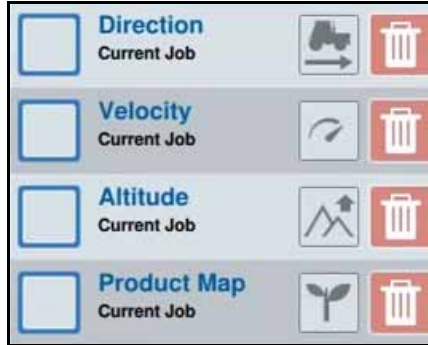 Direction
Current Job
Velocity
Current Job
Altitude
Current Job
Product Map
Current Job